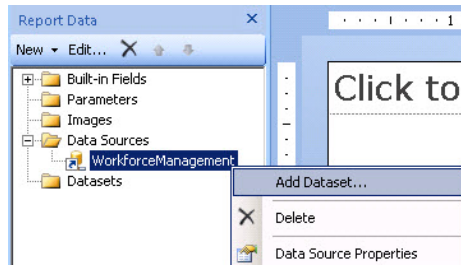 Report Data
New Edit...
Built-in Fields
Parameters
Images
Data Sources
WorkforceManagement
Datasets
1
Click to
Add Dataset...
Delete
Data Source Properties